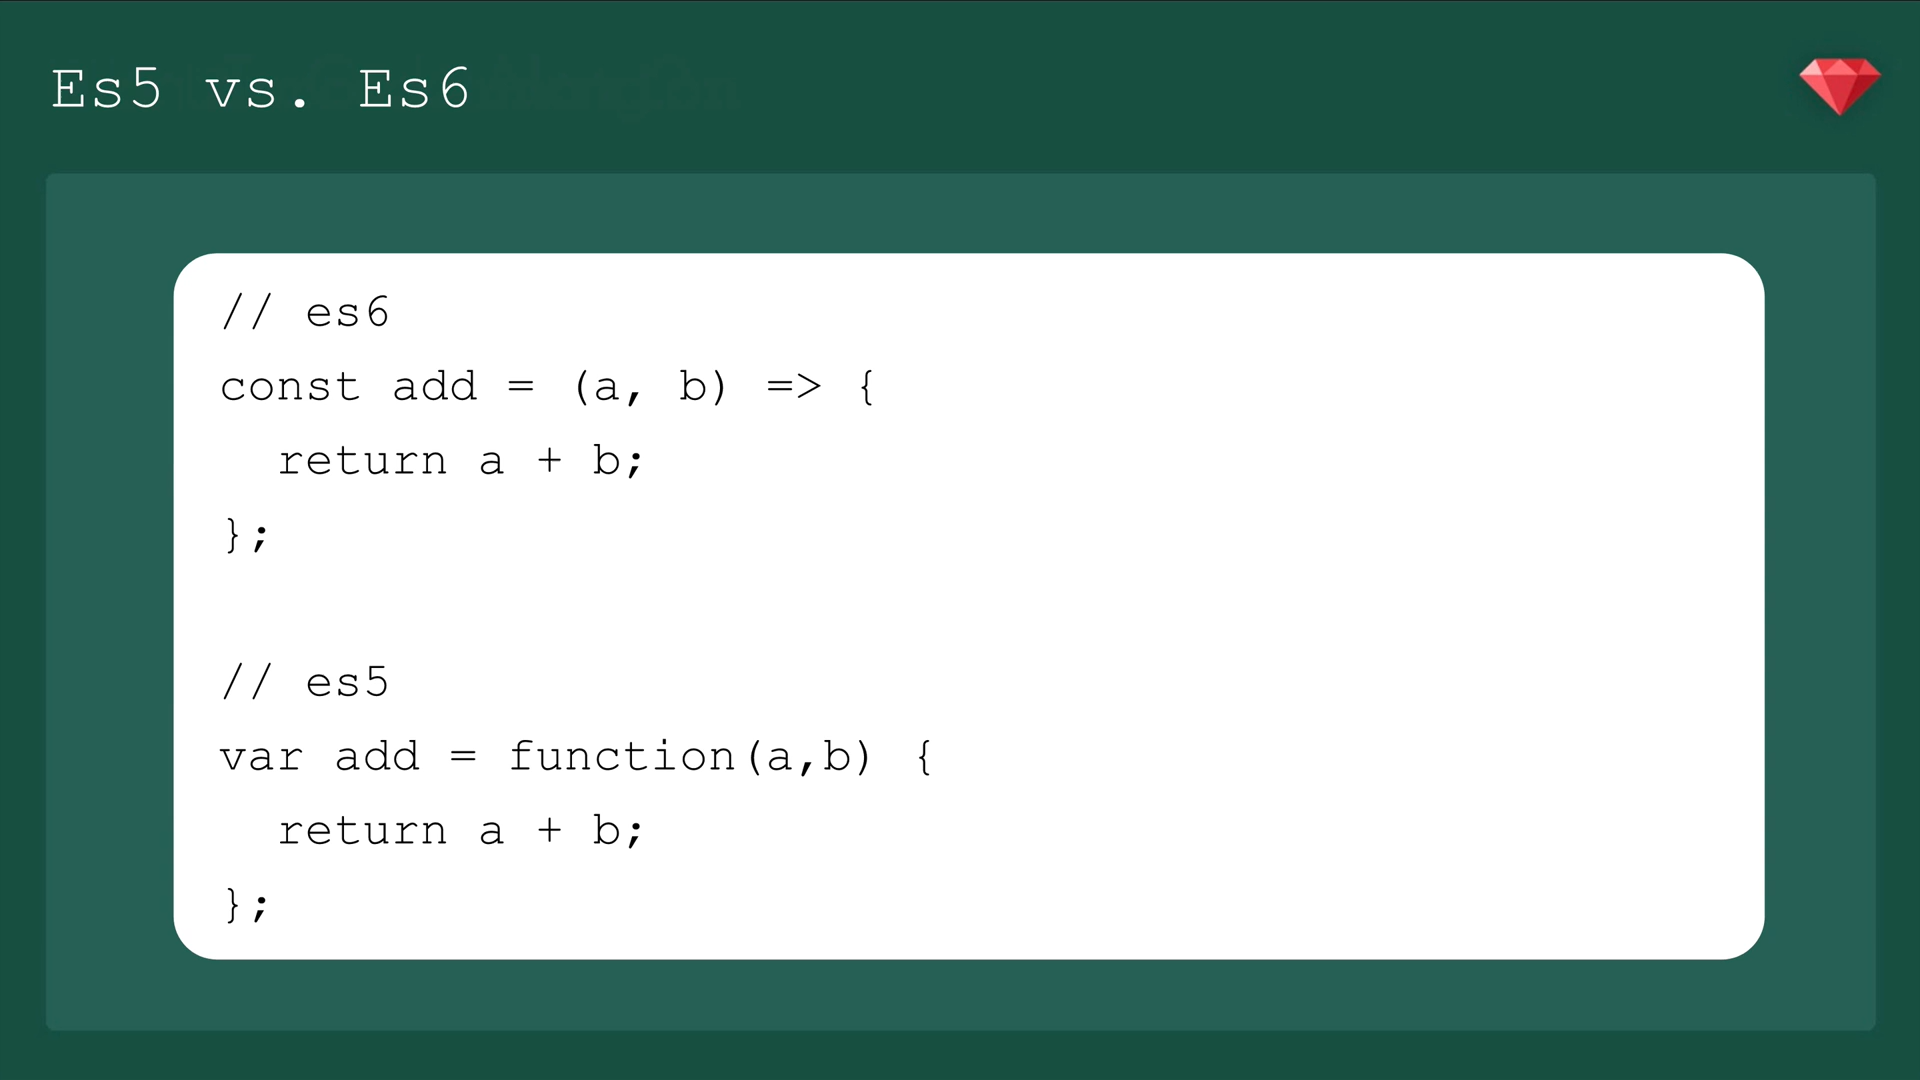 Es5 vs. Es6
// es6
const add = (a, b) => {
  return a + b;
};
// es5
var add = function(a,b) {
  return a + b;
};